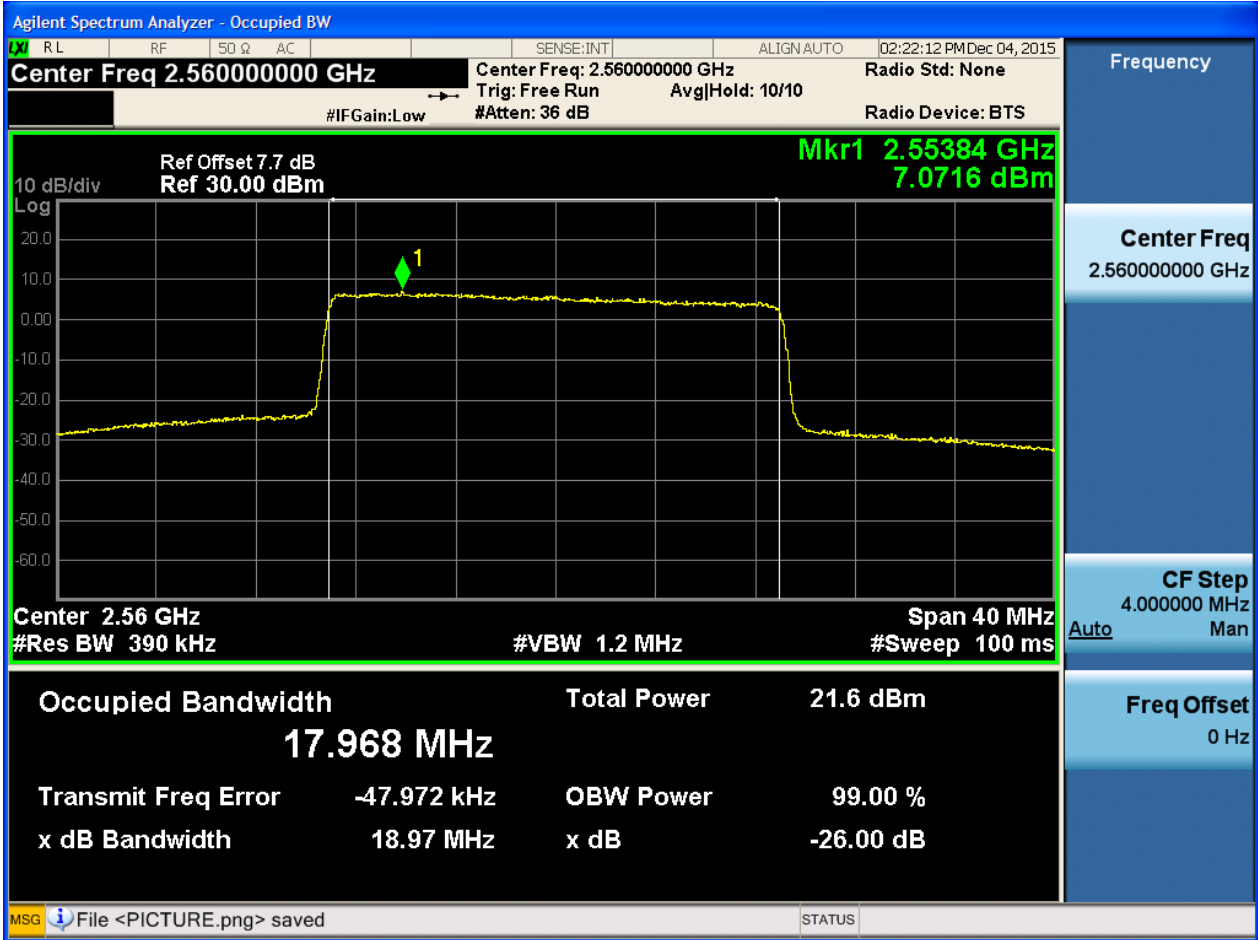 Agilent Spectrum Analyzer - Occupied BW
LXI RL RF 50 Ω AC SENSE:INT ALIGNAUTO 02:22:12 PMDec 04, 2015
Center Freq 2.560000000 GHz
Center Freq: 2.560000000 GHz Radio Std: None
Trig: Free Run Avg|Hold: 10/10
#IFGain:Low #Atten: 36 dB Radio Device: BTS
Mkr1 2.55384 GHz
7.0716 dBm
Ref Offset 7.7 dB
10 dB/div Ref 30.00 dBm
Log
20.0
1
10.0
0.00
-10.0
-20.0
-30.0
-40.0
-50.0
-60.0
Center 2.56 GHz Span 40 MHz
#Res BW 390 kHz #VBW 1.2 MHz #Sweep 100 ms
Occupied Bandwidth Total Power 21.6 dBm
17.968 MHz
Transmit Freq Error -47.972 kHz OBW Power 99.00 %
x dB Bandwidth 18.97 MHz x dB -26.00 dB
Frequency
Center Freq
2.560000000 GHz
CF Step
4.000000 MHz
Auto Man
Freq Offset
0 Hz
MSG File <PICTURE.png> saved STATUS